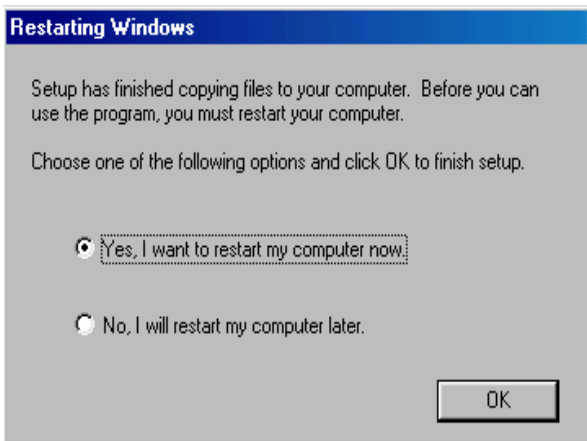 Restarting Windows
Setup has finished copying files to your computer.  Before you can
use the program, you must restart your computer.
Choose one of the following options and click OK to finish setup.
Yes, I want to restart my computer now.
No, I will restart my computer later.
OK